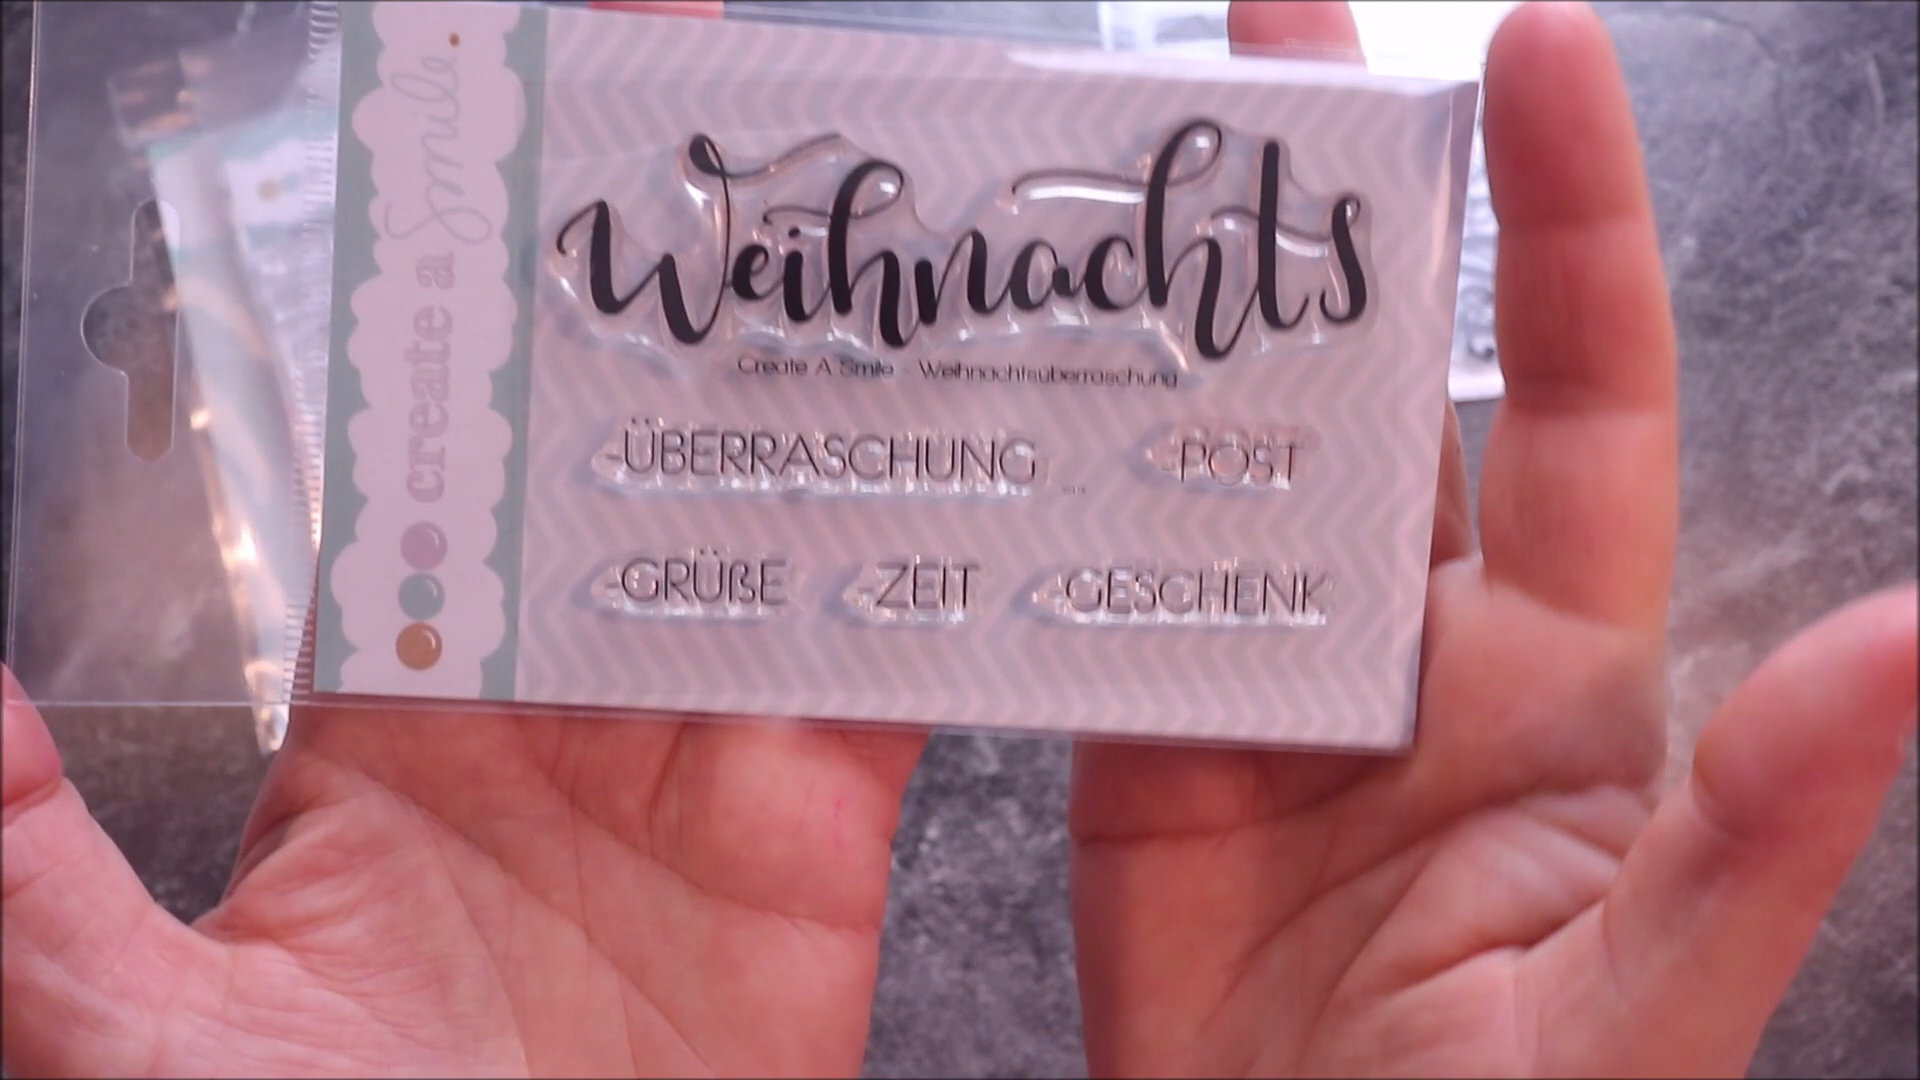 create a Smile.
Weihnachts
Create A Smile - Weihnachtsüberraschung
-ÜBERRASCHUNG
-POST
-GRÜßE
-ZEIT
-GESCHENK